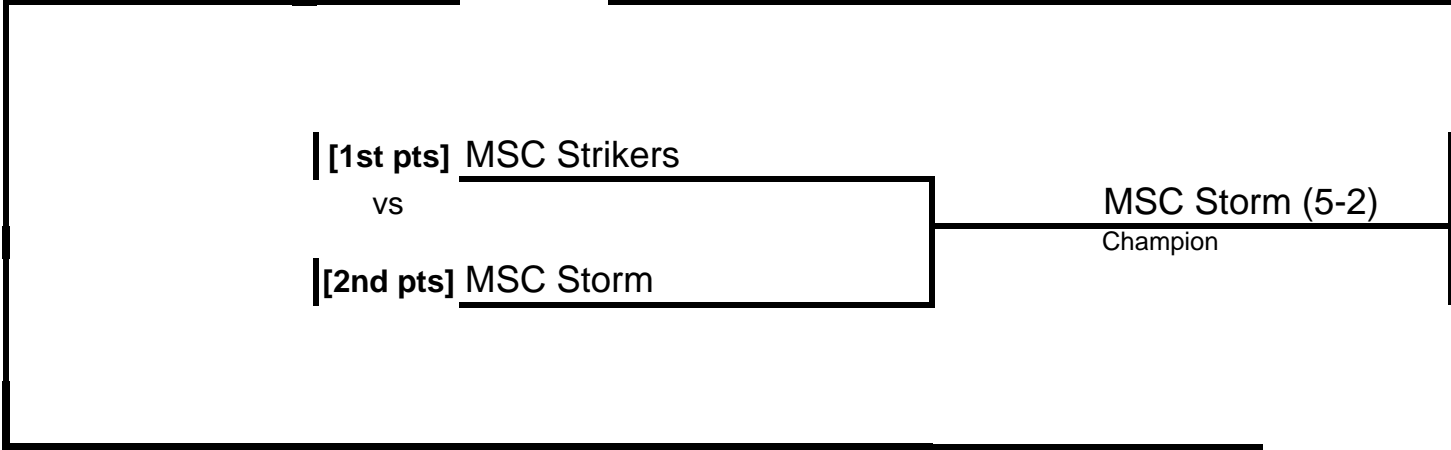 [1st pts] MSC Strikers
vs
MSC Storm (5-2)
Champion
[2nd pts] MSC Storm